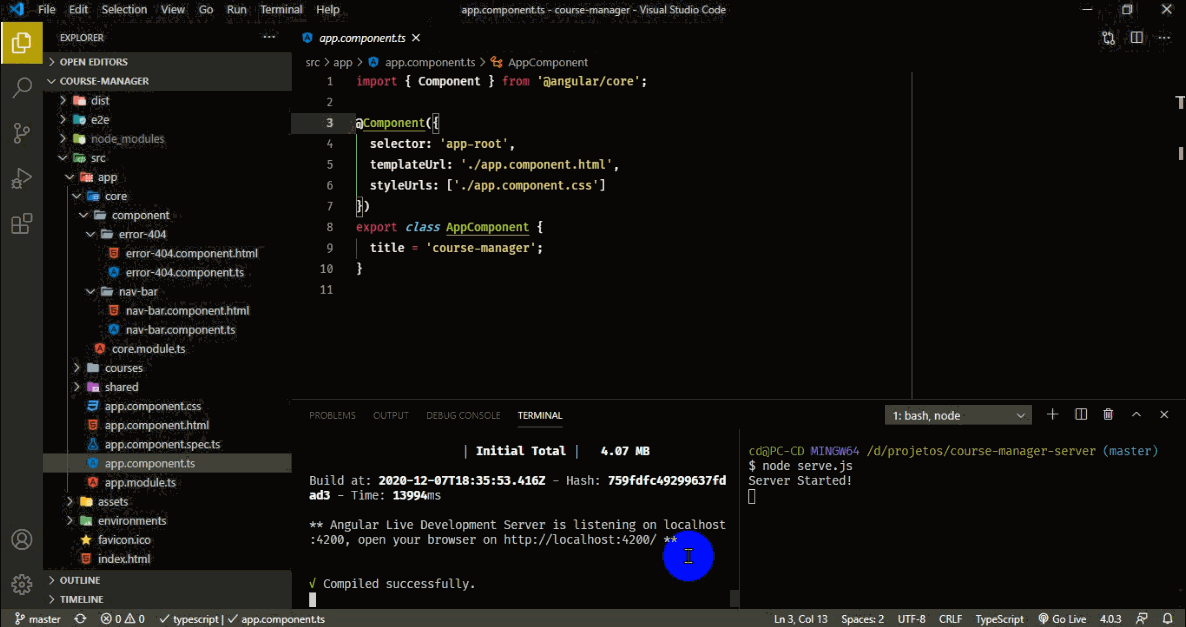 File Edit Selection View Go Run Terminal Help
app.component.ts - course-manager - Visual Studio Code
EXPLORER
OPEN EDITORS
COURSE-MANAGER
dist
e2e
node_modules
src
app
core
component
error-404
error-404.component.html
error-404.component.ts
nav-bar
nav-bar.component.html
nav-bar.component.ts
core.module.ts
courses
shared
app.component.css
app.component.html
app.component.spec.ts
app.component.ts
app.module.ts
assets
environments
favicon.ico
index.html
OUTLINE
TIMELINE
app.component.ts
src > app > app.component.ts > AppComponent
1 import { Component } from '@angular/core';
2
3 @Component({
4 selector: 'app-root',
5 templateUrl: './app.component.html',
6 styleUrls: ['./app.component.css']
7 })
8 export class AppComponent {
9 title = 'course-manager';
10 }
11
PROBLEMS OUTPUT DEBUG CONSOLE TERMINAL
1: bash, node
| Initial Total | 4.07 MB
Build at: 2020-12-07T18:35:53.416Z - Hash: 759fdfc49299637fd
ad3 - Time: 13994ms
** Angular Live Development Server is listening on localhost
:4200, open your browser on http://localhost:4200/ **
√ Compiled successfully.
cd@PC-CD MINGW64 /d/projetos/course-manager-server (master)
$ node serve.js
Server Started!
master 0 0 typescript | app.component.ts
Ln 3, Col 13 Spaces: 2 UTF-8 CRLF TypeScript Go Live 4.0.3